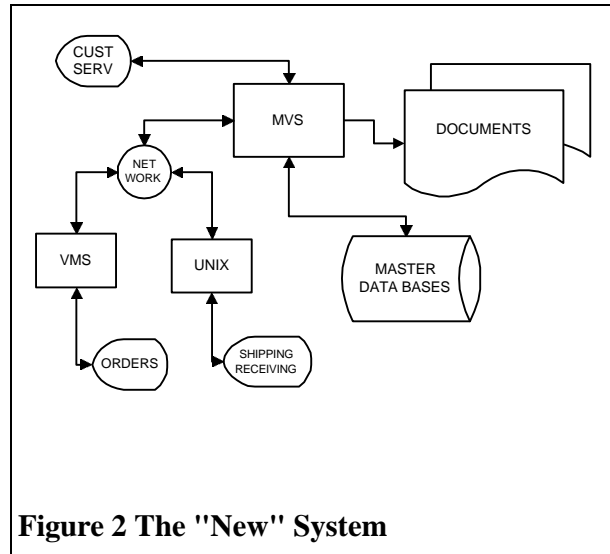 CUST
SERV
MVS
DOCUMENTS
NET
WORK
VMS
UNIX
MASTER
DATA BASES
ORDERS
SHIPPING
RECEIVING
Figure 2 The "New" System